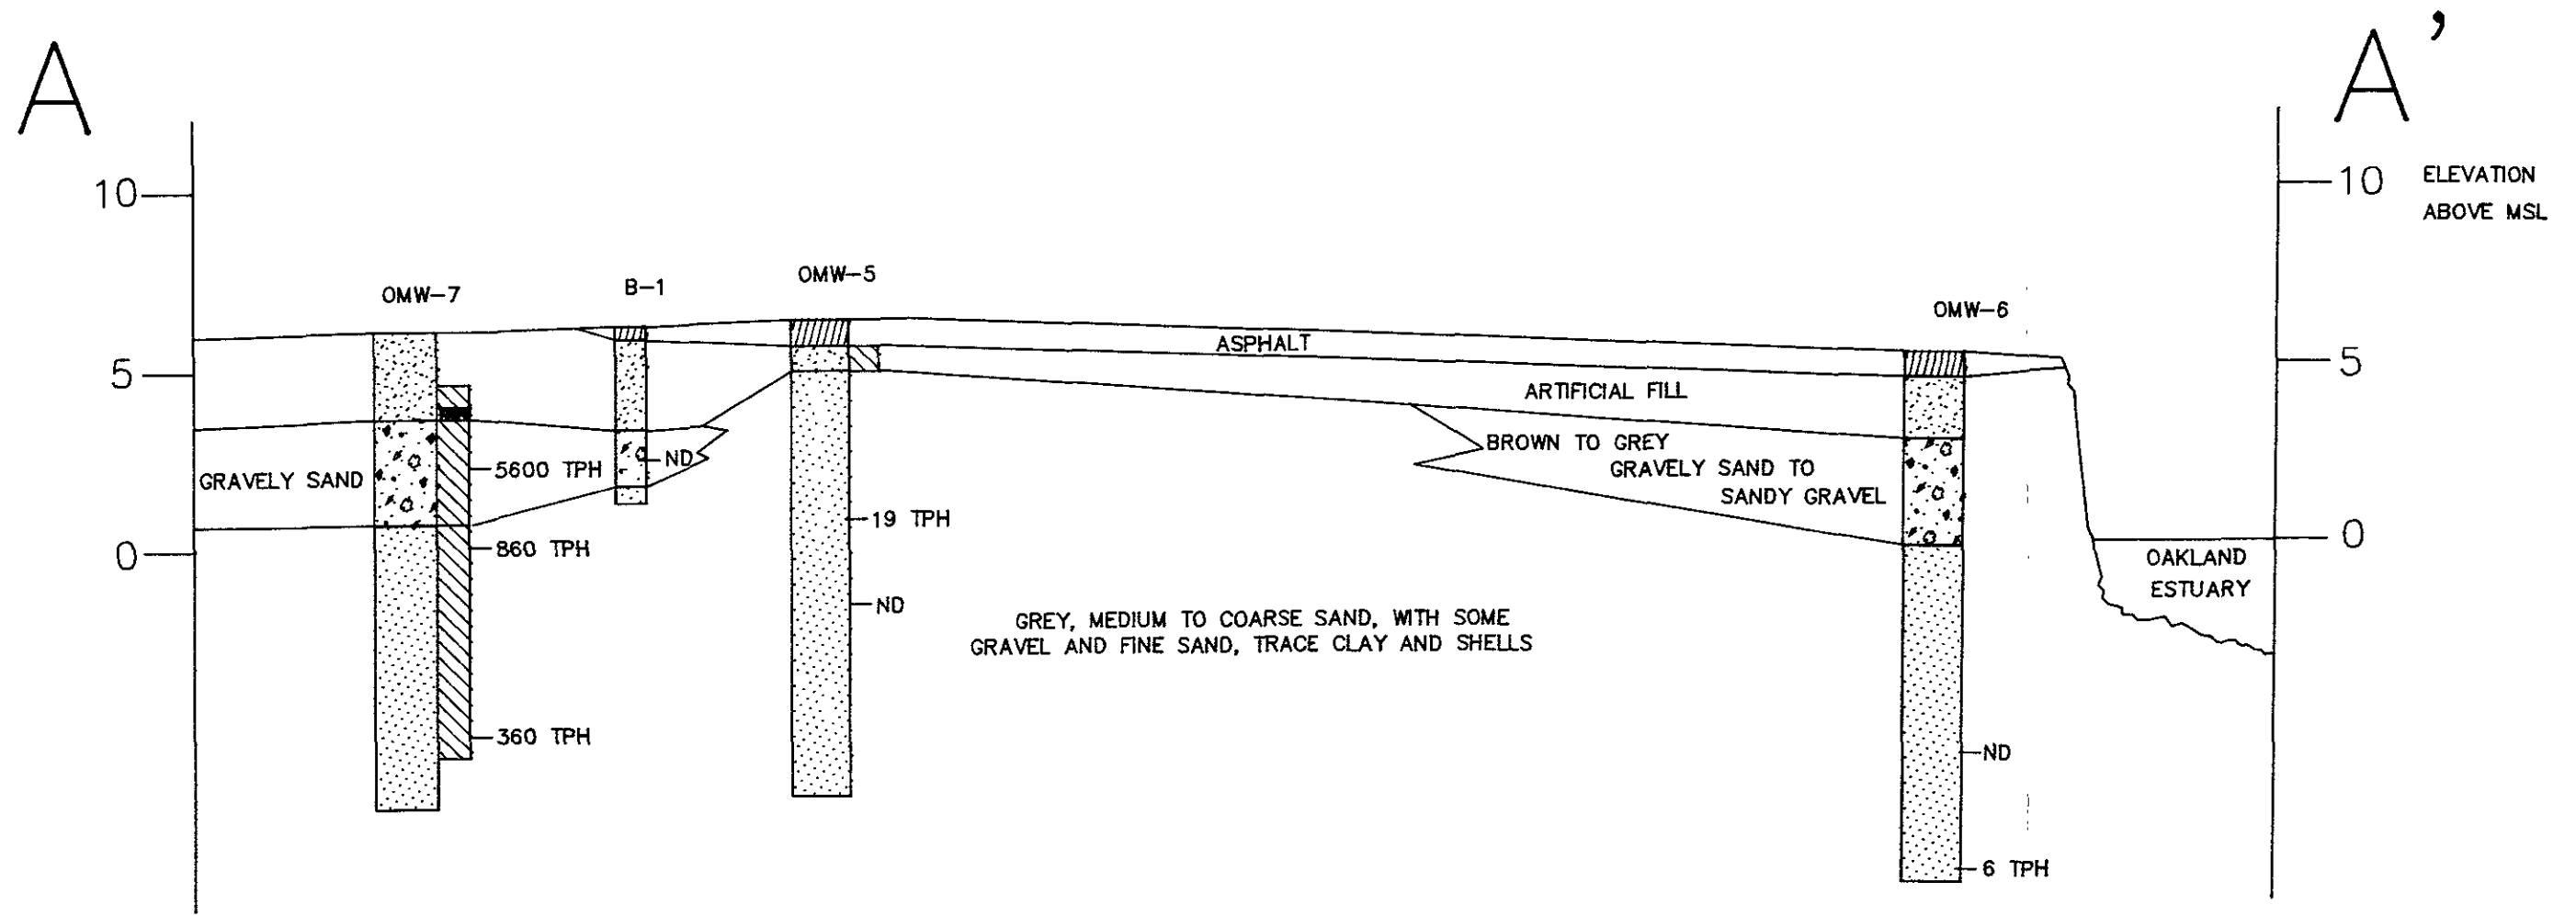 A
A'
10
10
ELEVATION
ABOVE MSL
OMW-7
B-1
OMW-5
OMW-6
5
ASPHALT
5
ARTIFICIAL FILL
GRAVELY SAND
5600 TPH
ND
BROWN TO GREY
GRAVELY SAND TO
SANDY GRAVEL
19 TPH
0
860 TPH
0
OAKLAND
ESTUARY
ND
GREY, MEDIUM TO COARSE SAND, WITH SOME
GRAVEL AND FINE SAND, TRACE CLAY AND SHELLS
360 TPH
ND
6 TPH